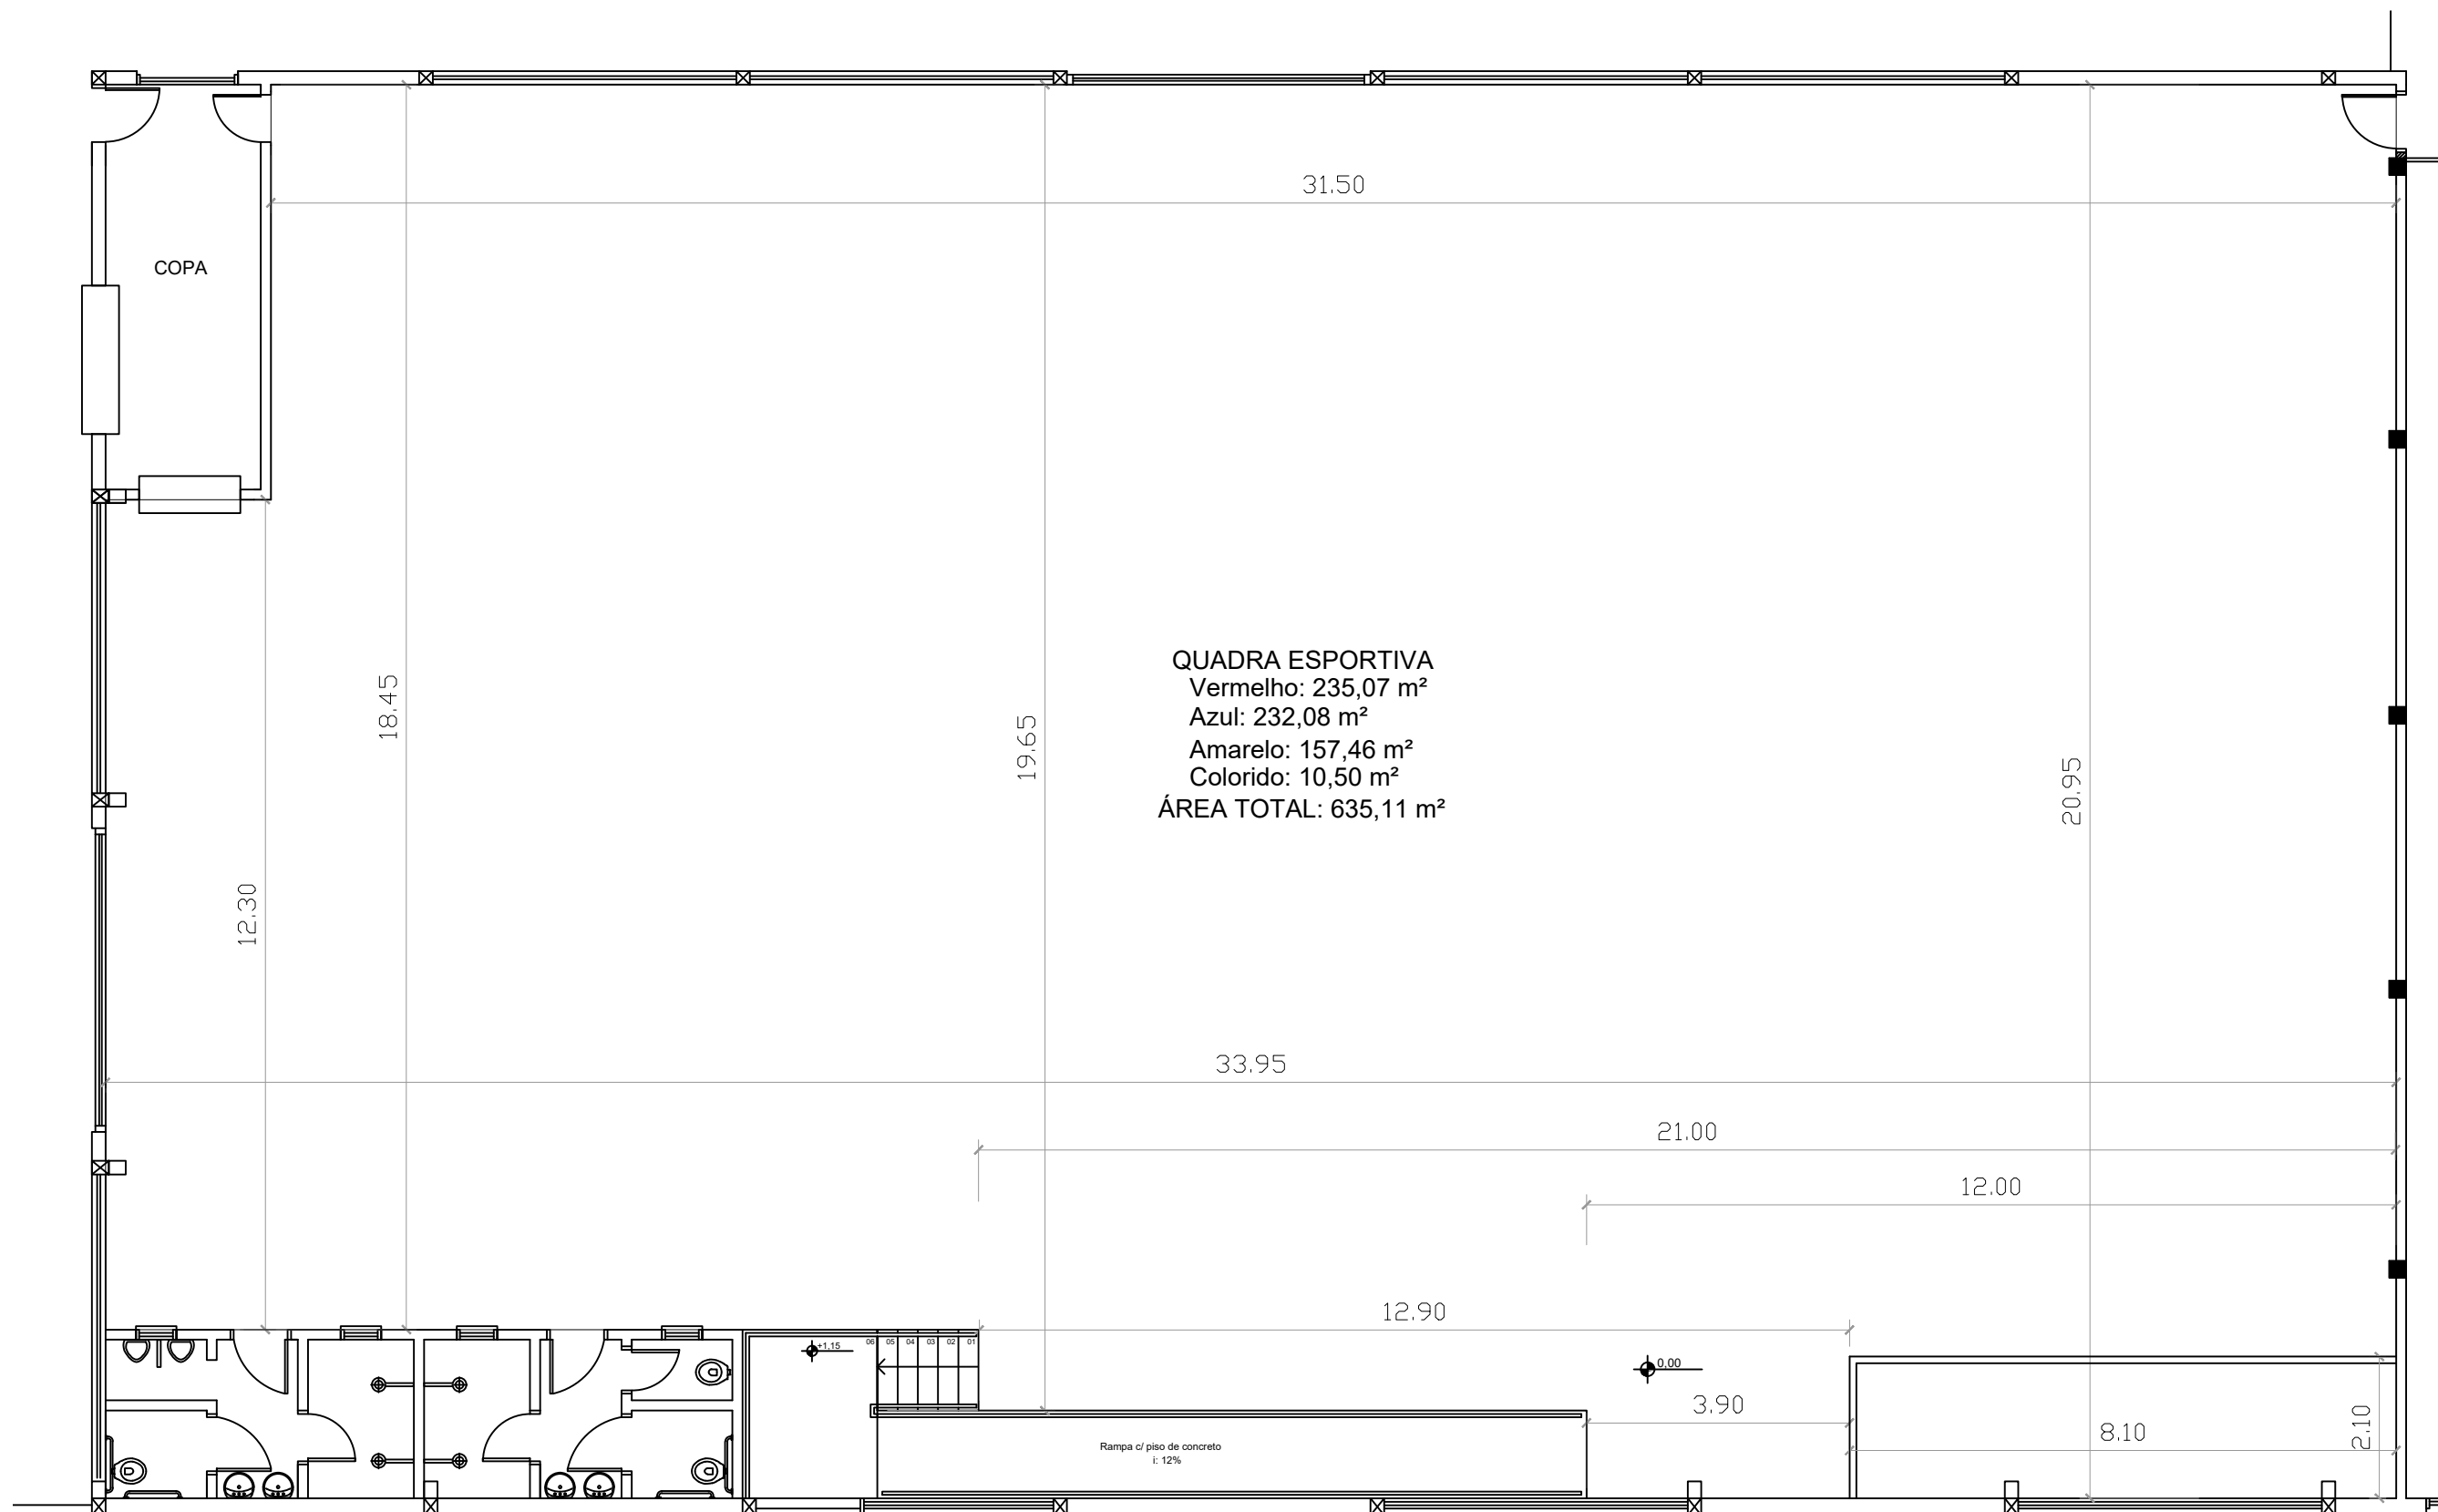 31.50
COPA
QUADRA ESPORTIVA
Vermelho: 235,07 m²
Azul: 232,08 m²
Amarelo: 157,46 m²
Colorido: 10,50 m²
ÁREA TOTAL: 635,11 m²
18.45
19.65
20.95
12.30
33.95
21.00
12.00
12.90
+1,15
06 05 04 03 02 01
0,00
3.90
8.10
2.10
Rampa c/ piso de concreto
i: 12%